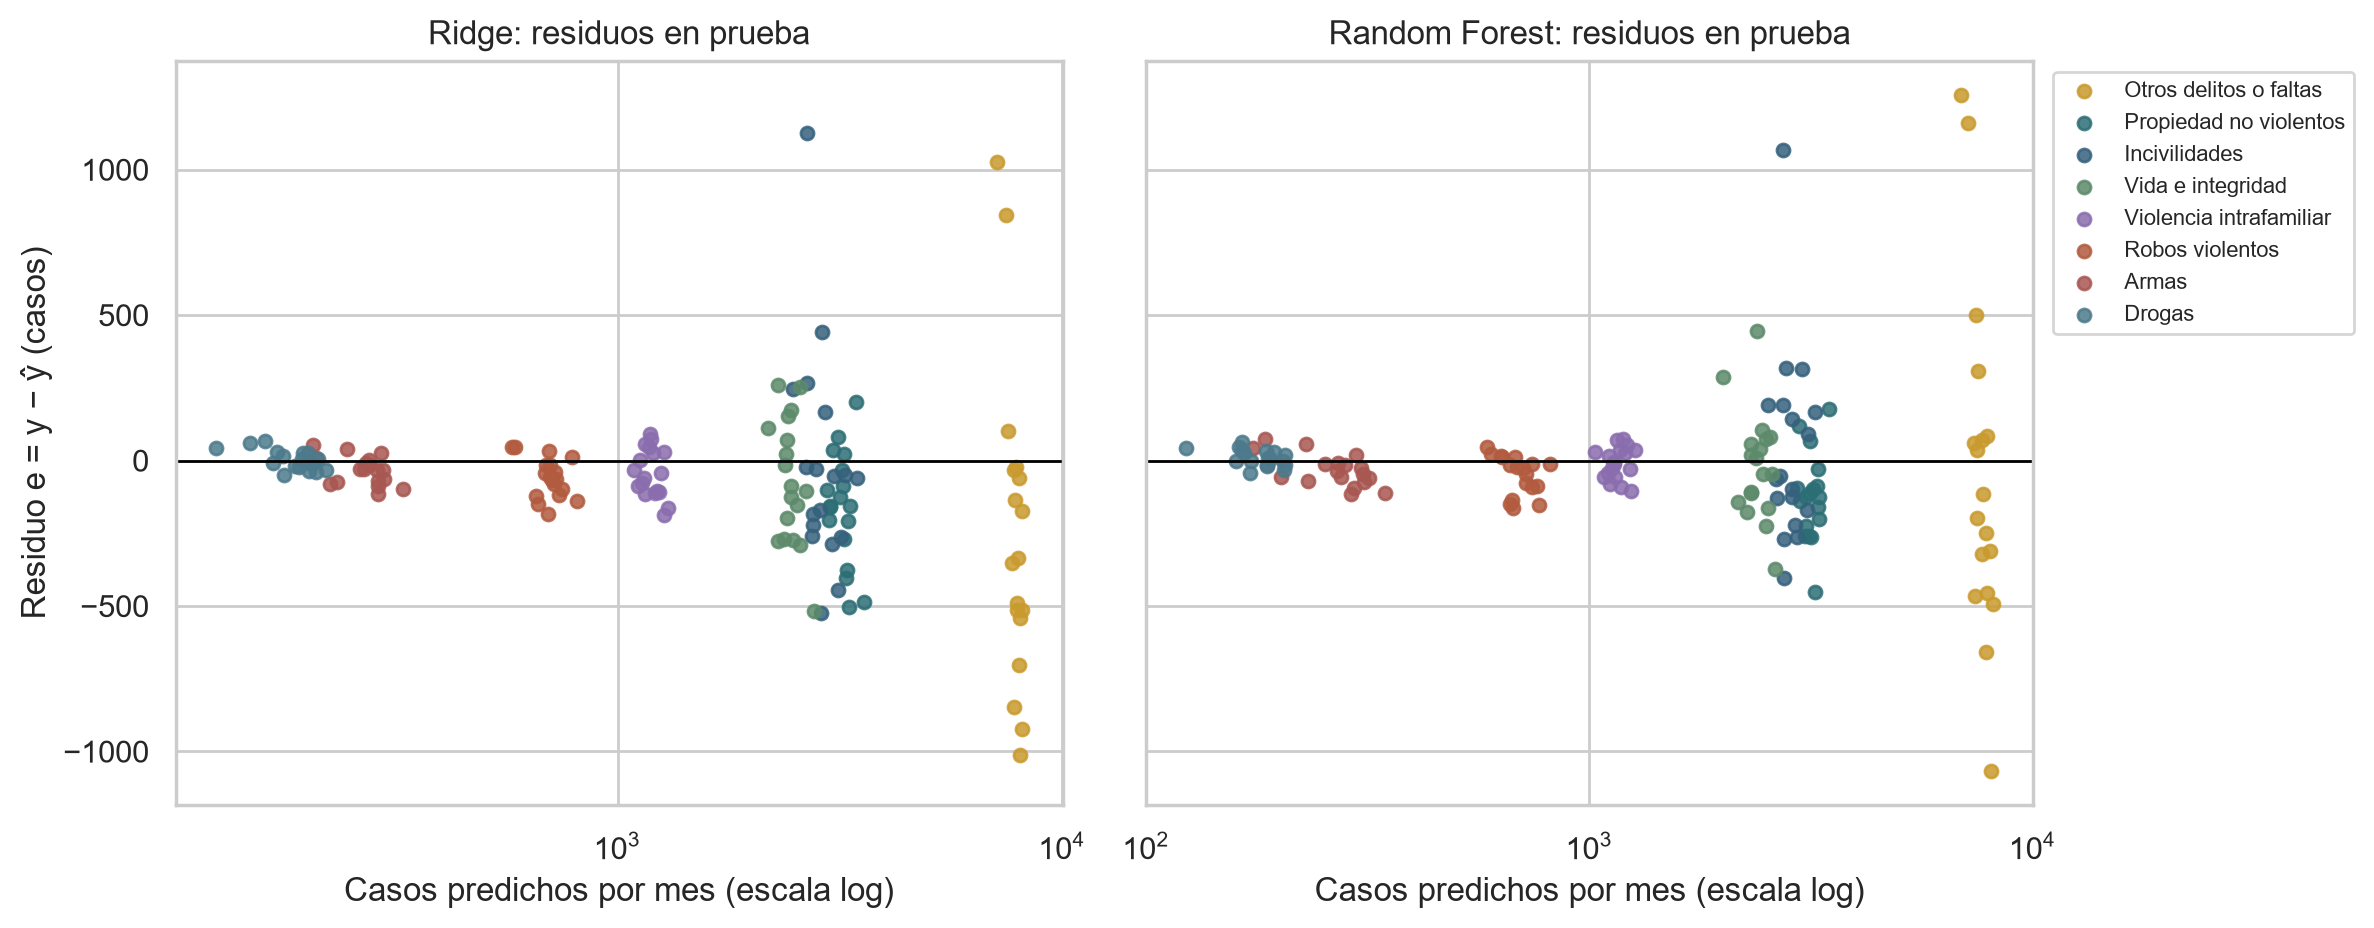 Ridge: residuos en prueba
Random Forest: residuos en prueba
Residuo e = y − ŷ (casos)
1000
500
0
−500
−1000
10³
10⁴
Casos predichos por mes (escala log)
10²
10³
10⁴
Casos predichos por mes (escala log)
Otros delitos o faltas
Propiedad no violentos
Incivilidades
Vida e integridad
Violencia intrafamiliar
Robos violentos
Armas
Drogas